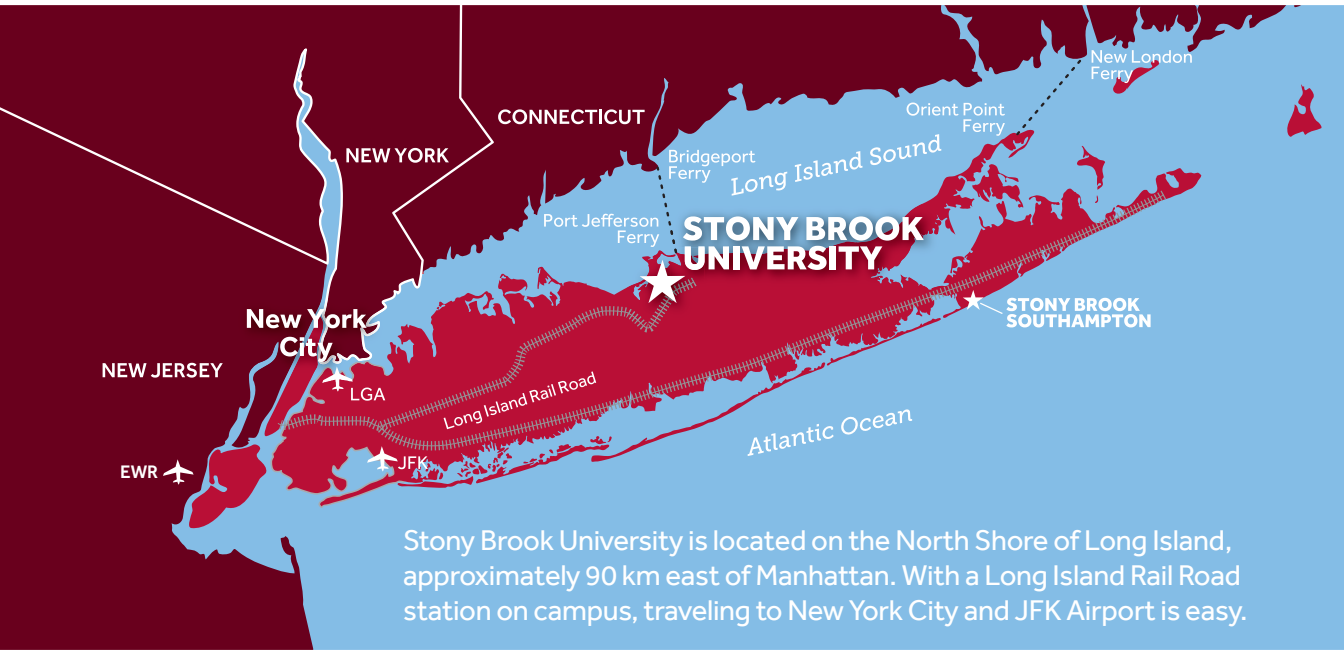 New London
Ferry
CONNECTICUT
Orient Point
Ferry
NEW YORK
Bridgeport
Ferry
Long Island Sound
Port Jefferson
Ferry
STONY BROOK
UNIVERSITY
STONY BROOK
SOUTHAMPTON
New York
City
NEW JERSEY
LGA
Long Island Rail Road
Atlantic Ocean
EWR
JFK
Stony Brook University is located on the North Shore of Long Island,
approximately 90 km east of Manhattan. With a Long Island Rail Road
station on campus, traveling to New York City and JFK Airport is easy.